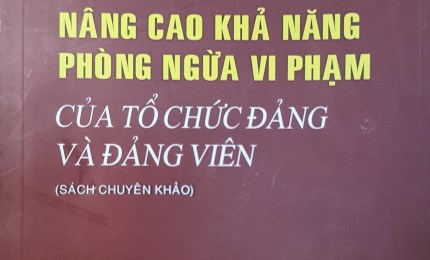 NÂNG CAO KHẢ NĂNG
PHÒNG NGỪA VI PHẠM
CỦA TỔ CHỨC ĐẢNG
VÀ ĐẢNG VIÊN
(SÁCH CHUYÊN KHẢO)